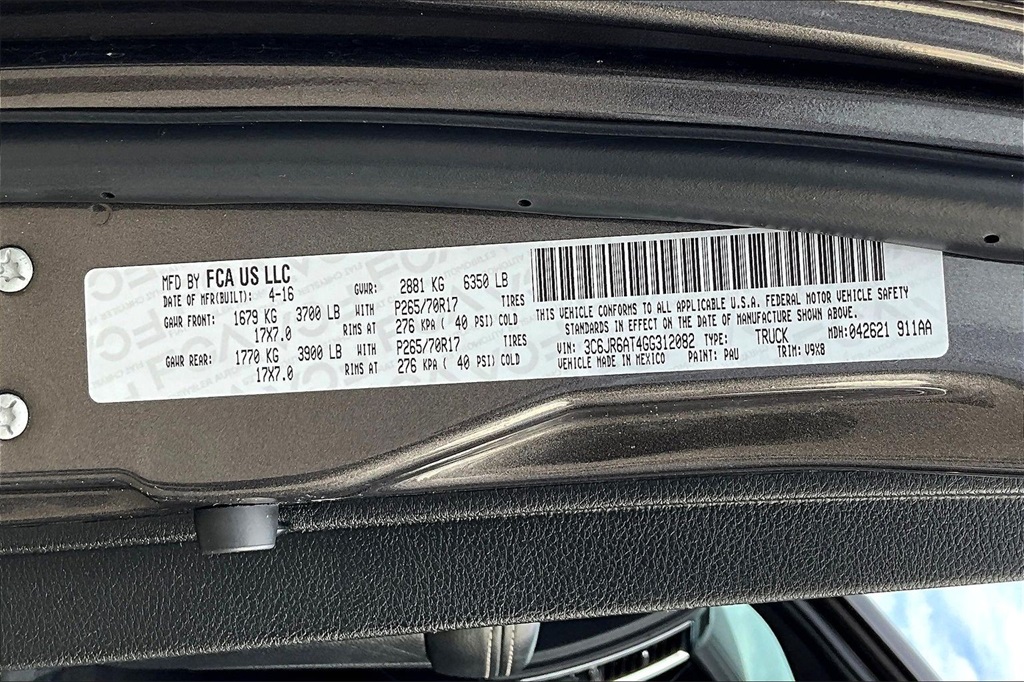 MFD BY FCA US LLC
DATE OF MFR(BUILT): 4-16 GVWR: 2881 KG 6350 LB
GAWR FRONT: 1679 KG 3700 LB WITH P265/70R17 TIRES
17X7.0 RIMS AT 276 KPA ( 40 PSI) COLD
GAWR REAR: 1770 KG 3900 LB WITH P265/70R17 TIRES
17X7.0 RIMS AT 276 KPA ( 40 PSI) COLD
THIS VEHICLE CONFORMS TO ALL APPLICABLE U.S.A. FEDERAL MOTOR VEHICLE SAFETY
STANDARDS IN EFFECT ON THE DATE OF MANUFACTURE SHOWN ABOVE.
VIN: 3C6JR6AT4GG312082 TYPE: TRUCK MDH: 042621 911AA
VEHICLE MADE IN MEXICO PAINT: PAU TRIM: V9X8